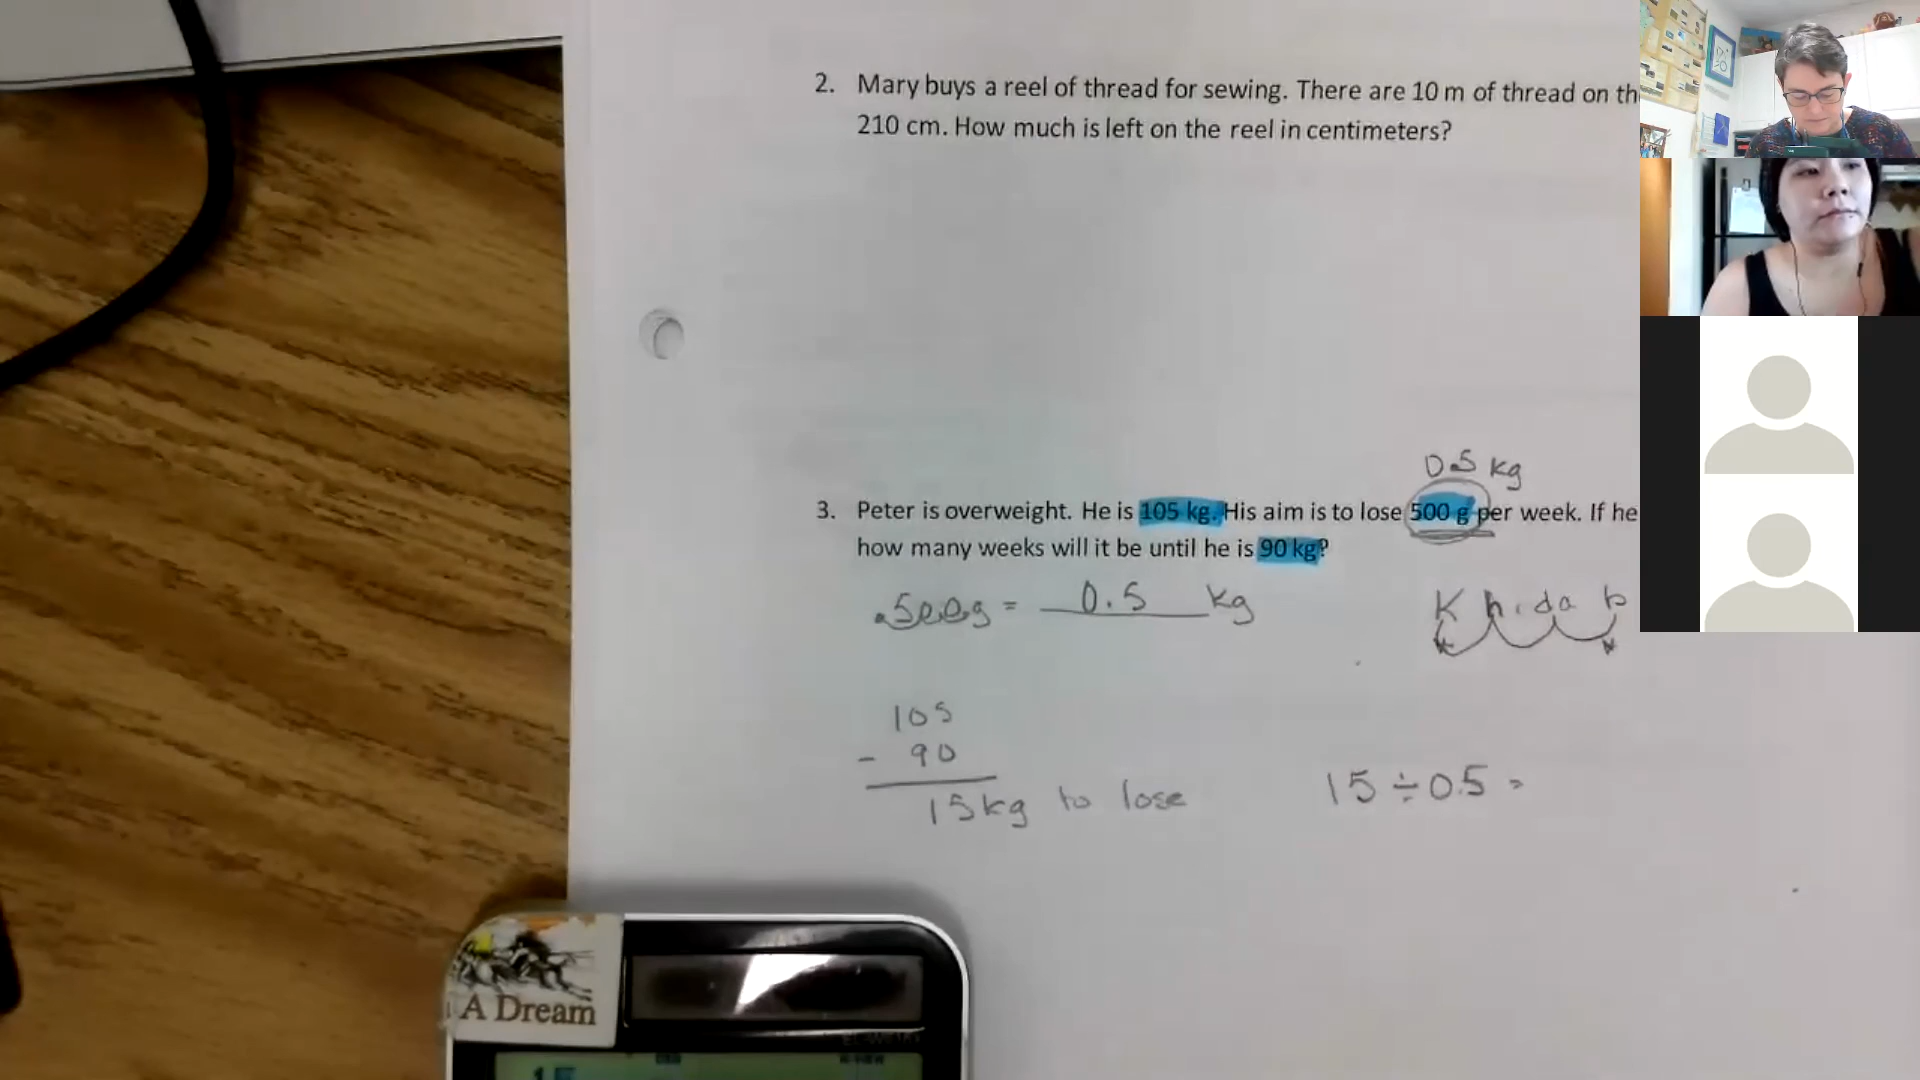 2. Mary buys a reel of thread for sewing. There are 10 m of thread on th
210 cm. How much is left on the reel in centimeters?
0.5 kg
3. Peter is overweight. He is 105 kg. His aim is to lose 500 g per week. If he
how many weeks will it be until he is 90 kg?
.500g = 0.5 kg
K h da b
105
- 90
15kg to lose
15 ÷ 0.5 =
A Dream